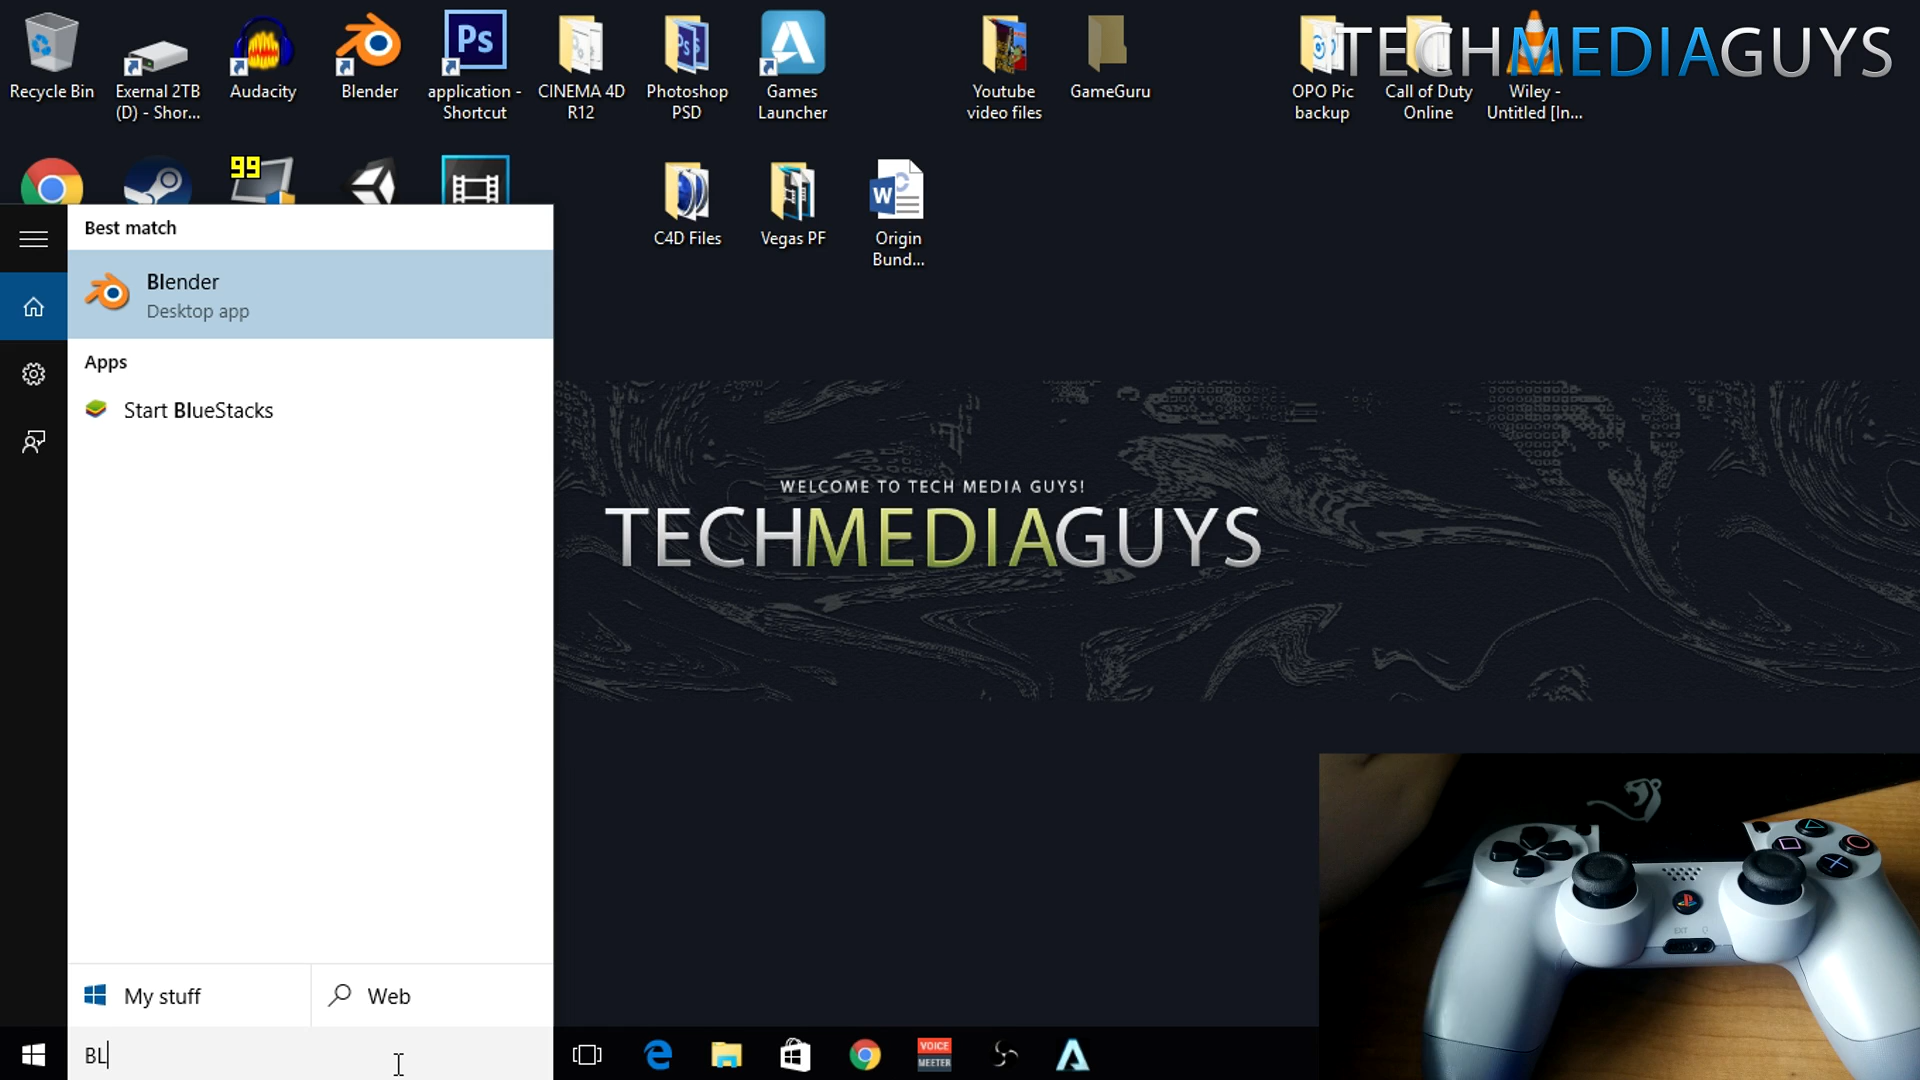 Recycle Bin
Exernal 2TB
(D) - Shor...
Audacity
Blender
Ps
application -
Shortcut
CINEMA 4D
R12
Photoshop
PSD
Games
Launcher
Youtube
video files
GameGuru
OPO Pic
backup
Call of Duty
Online
Wiley -
Untitled [In...
TECHMEDIAGUYS
99
C4D Files
Vegas PF
W
Origin
Bund...
Best match
Blender
Desktop app
Apps
Start BlueStacks
WELCOME TO TECH MEDIA GUYS!
TECHMEDIAGUYS
EXT
My stuff
Web
BL
VOICE
MEETER